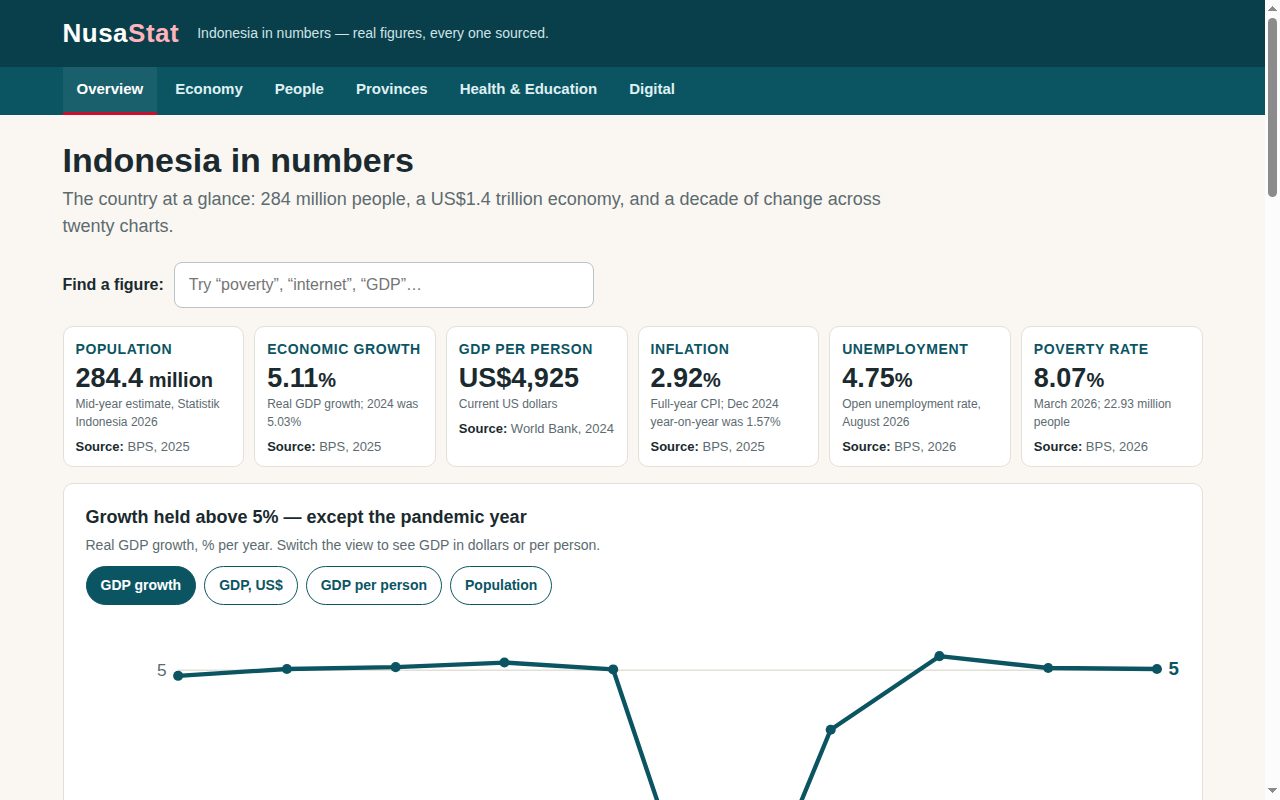 NusaStat
Indonesia in numbers — real figures, every one sourced.
Overview
Economy
People
Provinces
Health & Education
Digital
Indonesia in numbers
The country at a glance: 284 million people, a US$1.4 trillion economy, and a decade of change across
twenty charts.
Find a figure:
Try “poverty”, “internet”, “GDP”…
POPULATION
284.4 million
Mid-year estimate, Statistik
Indonesia 2026
Source: BPS, 2025
ECONOMIC GROWTH
5.11%
Real GDP growth; 2024 was
5.03%
Source: BPS, 2025
GDP PER PERSON
US$4,925
Current US dollars
Source: World Bank, 2024
INFLATION
2.92%
Full-year CPI; Dec 2024
year-on-year was 1.57%
Source: BPS, 2025
UNEMPLOYMENT
4.75%
Open unemployment rate,
August 2026
Source: BPS, 2026
POVERTY RATE
8.07%
March 2026; 22.93 million
people
Source: BPS, 2026
Growth held above 5% — except the pandemic year
Real GDP growth, % per year. Switch the view to see GDP in dollars or per person.
GDP growth
GDP, US$
GDP per person
Population
5
5